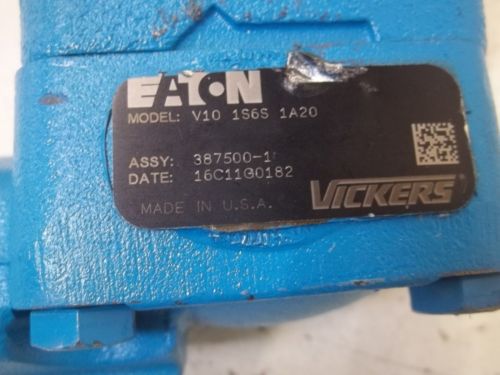 EATON
MODEL: V10 1S6S 1A20
ASSY: 387500-1
DATE: 16C11G0182
MADE IN U.S.A.
VICKERS